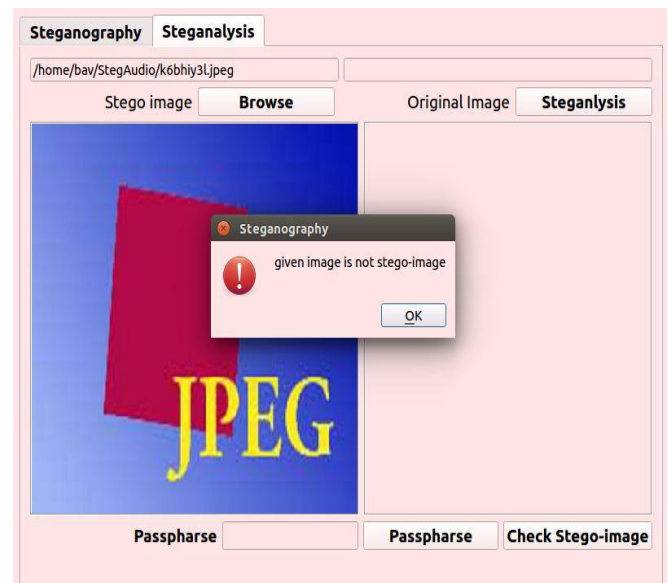 Steganography Steganalysis
/home/bav/StegAudio/k6bhiy3l.jpeg
Stego image Browse Original Image Steganlysis
Steganography
given image is not stego-image
OK
JPEG
Passpharse Passpharse Check Stego-image